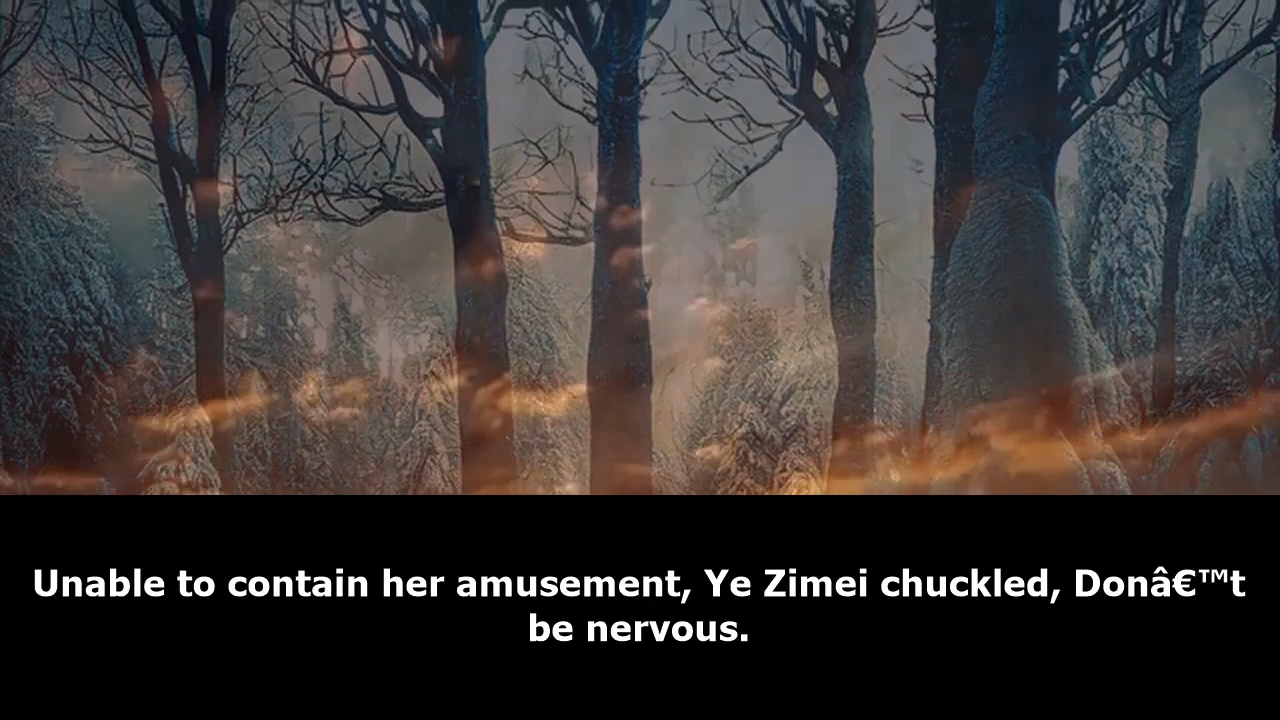 Unable to contain her amusement, Ye Zimei chuckled, Donâ€™t
be nervous.